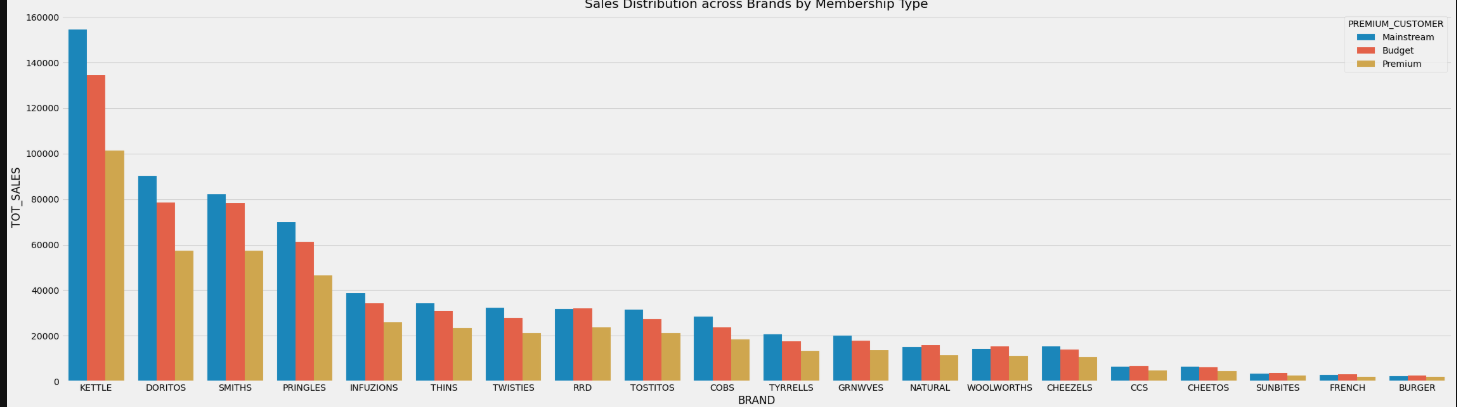 Sales Distribution across Brands by Membership Type
PREMIUM_CUSTOMER
Mainstream
Budget
Premium
TOT_SALES
160000
140000
120000
100000
80000
60000
40000
20000
0
KETTLE DORITOS SMITHS PRINGLES INFUZIONS THINS TWISTIES RRD TOSTITOS COBS TYRRELLS GRNWVES NATURAL WOOLWORTHS CHEEZELS CCS CHEETOS SUNBITES FRENCH BURGER
BRAND